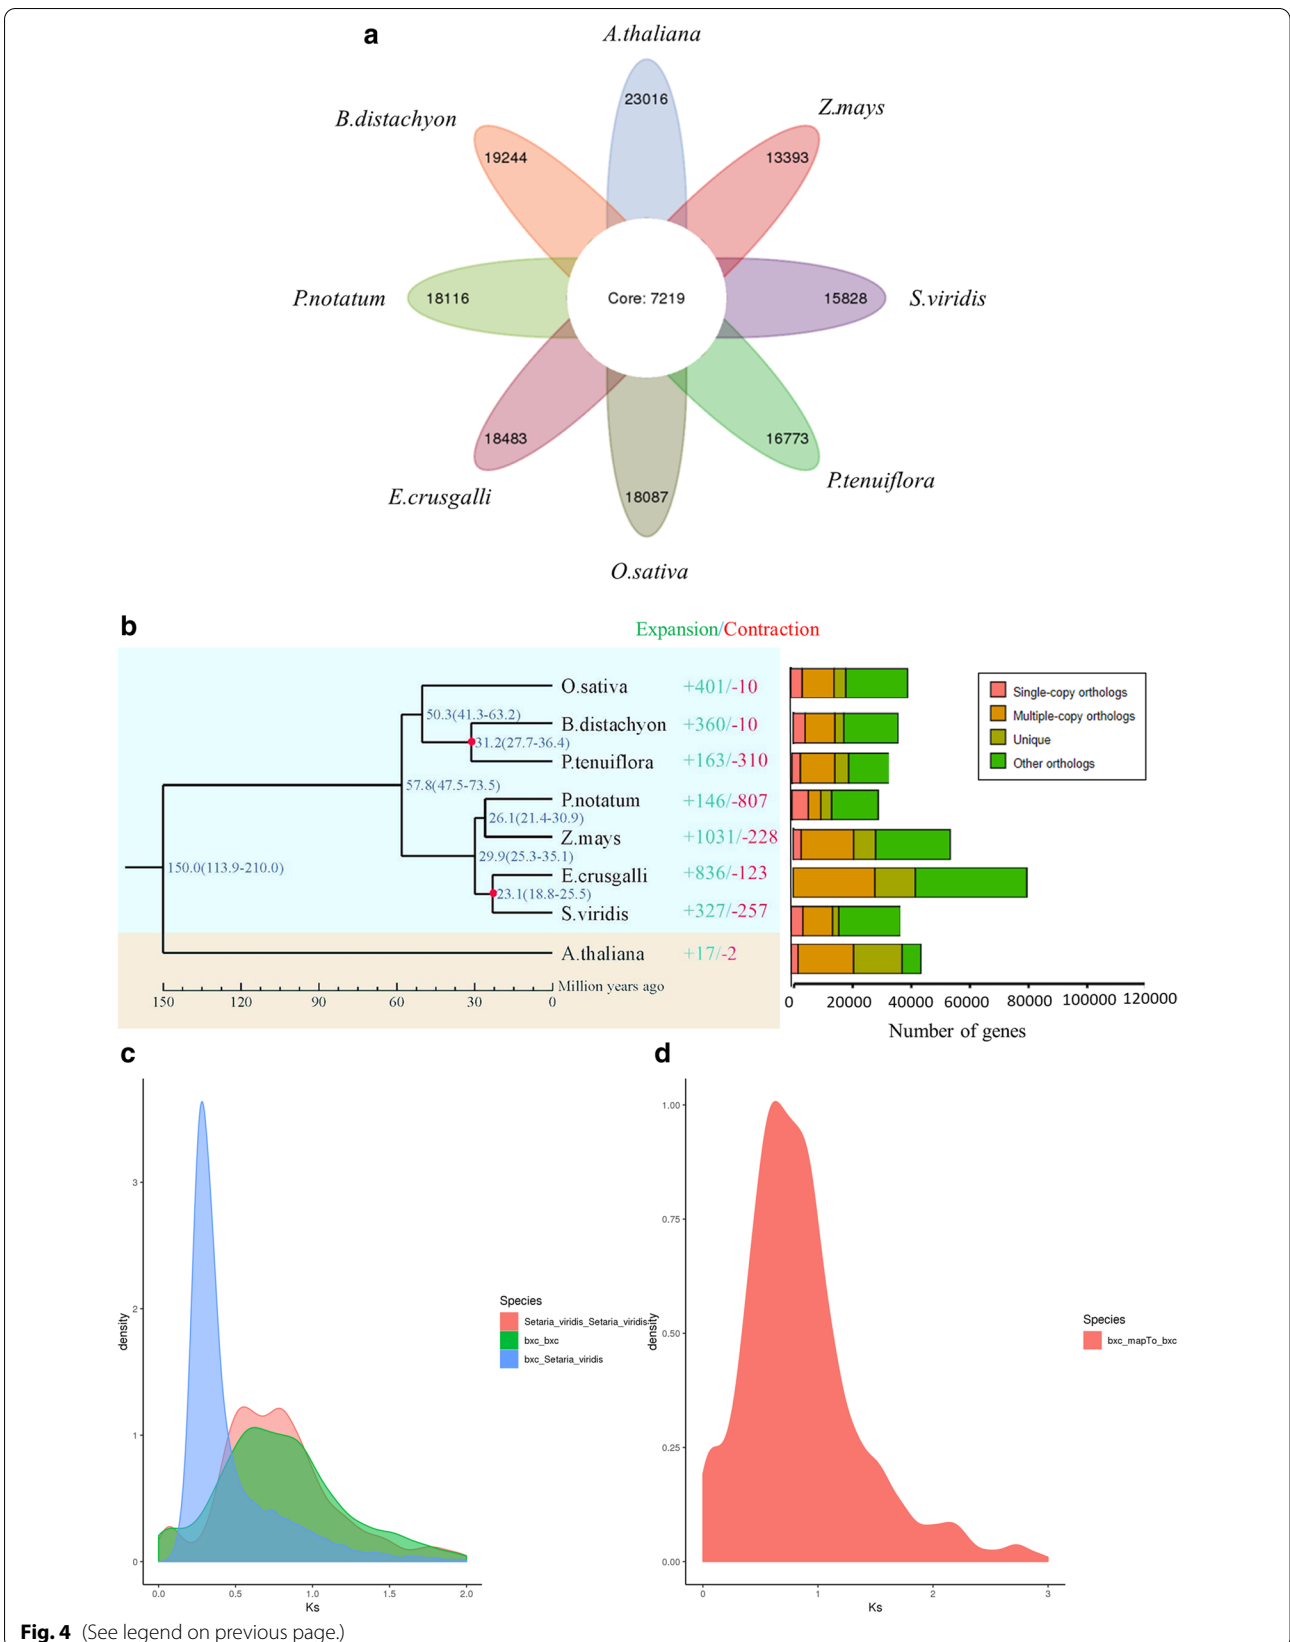 a
A.thaliana
B.distachyon
Z.mays
23016
19244
13393
P.notatum
18116
Core: 7219
15828
S.viridis
18483
16773
E.crusgalli
18087
P.tenuiflora
O.sativa
b
Expansion/Contraction
O.sativa +401/-10
50.3(41.3-63.2)
B.distachyon +360/-10
31.2(27.7-36.4)
P.tenuiflora +163/-310
57.8(47.5-73.5)
P.notatum +146/-807
26.1(21.4-30.9)
Z.mays +1031/-228
29.9(25.3-35.1)
150.0(113.9-210.0)
E.crusgalli +836/-123
23.1(18.8-25.5)
S.viridis +327/-257
A.thaliana +17/-2
Million years ago
150 120 90 60 30 0
Single-copy orthologs
Multiple-copy orthologs
Unique
Other orthologs
0 20000 40000 60000 80000 100000 120000
Number of genes
c
3
2
1
0
density
0.0 0.5 1.0 1.5 2.0
Ks
Species
Setaria_viridis_Setaria_viridis
bxc_bxc
bxc_Setaria_viridis
d
1.00
0.75
0.50
0.25
0.00
density
0 1 2 3
Ks
Species
bxc_mapTo_bxc
Fig. 4 (See legend on previous page.)